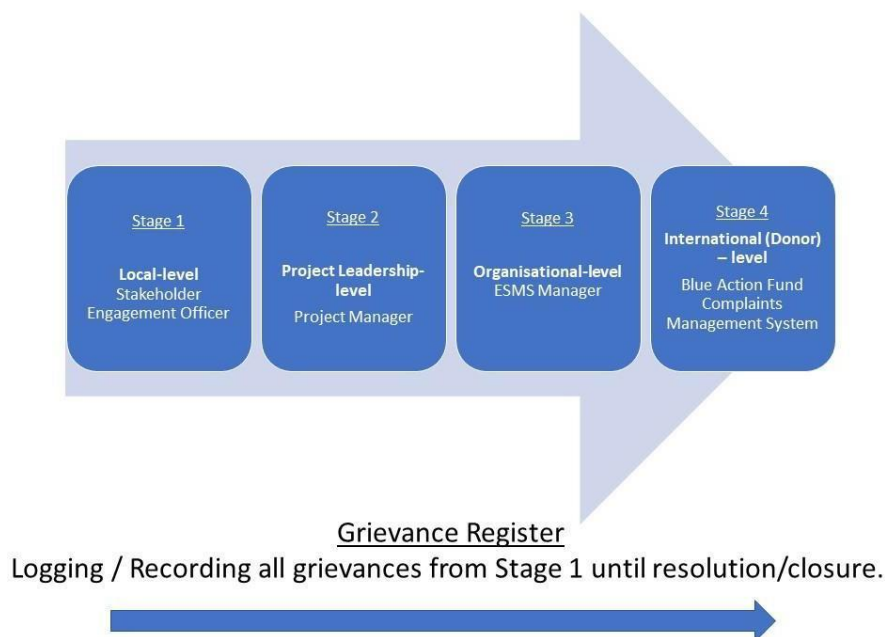 Stage 1
Local-level
Stakeholder
Engagement Officer
Stage 2
Project Leadership-
level
Project Manager
Stage 3
Organisational-level
ESMS Manager
Stage 4
International (Donor)
– level
Blue Action Fund
Complaints
Management System
Grievance Register
Logging / Recording all grievances from Stage 1 until resolution/closure.